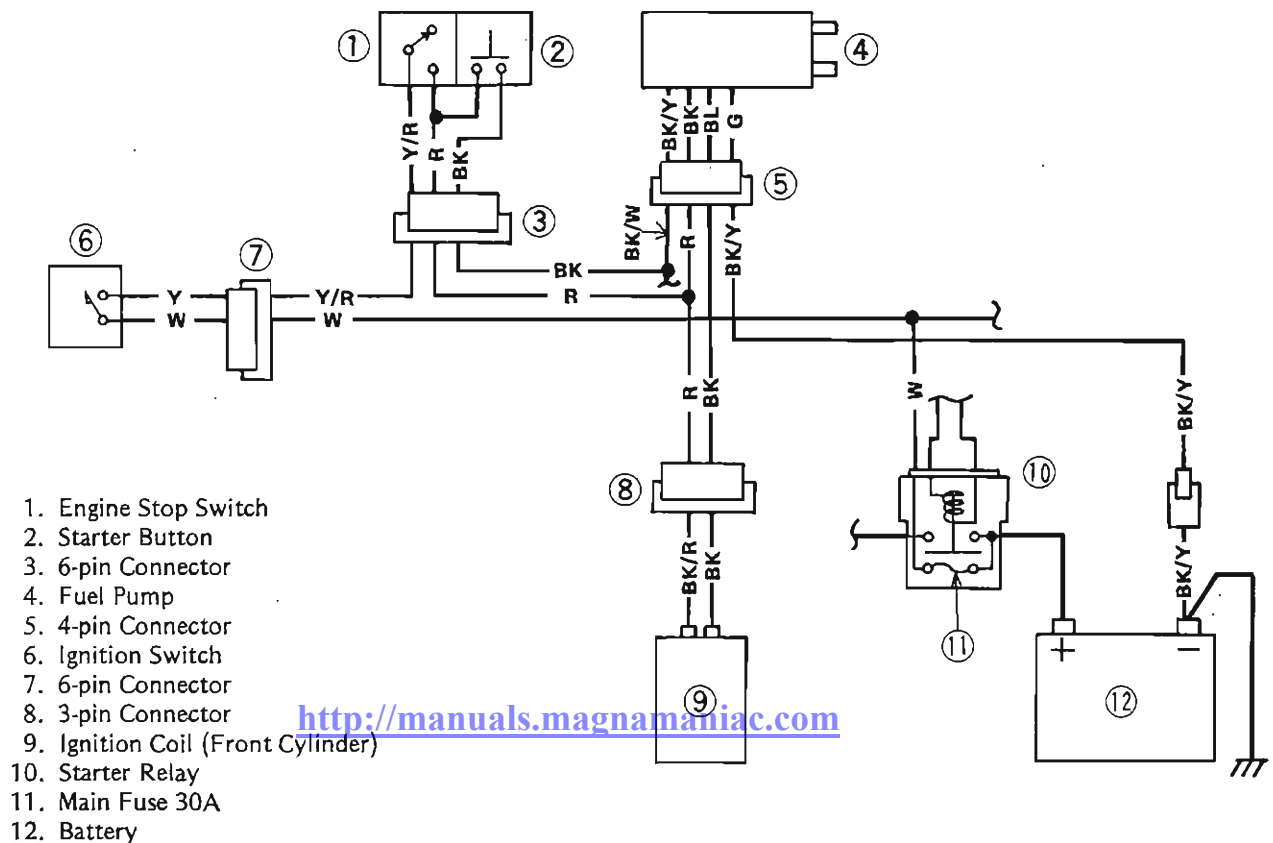 1 2 4
Y/R R BK
BK/Y BK BL G
3 5
BK/W R BK/Y
6 7
BK
Y Y/R R
W W
R BK W BK/Y
8 10
BK/R BK BK/Y
11
+ −
9 12
1. Engine Stop Switch
2. Starter Button
3. 6-pin Connector
4. Fuel Pump
5. 4-pin Connector
6. Ignition Switch
7. 6-pin Connector
8. 3-pin Connector
9. Ignition Coil (Front Cylinder)
10. Starter Relay
11. Main Fuse 30A
12. Battery
http://manuals.magnamaniac.com